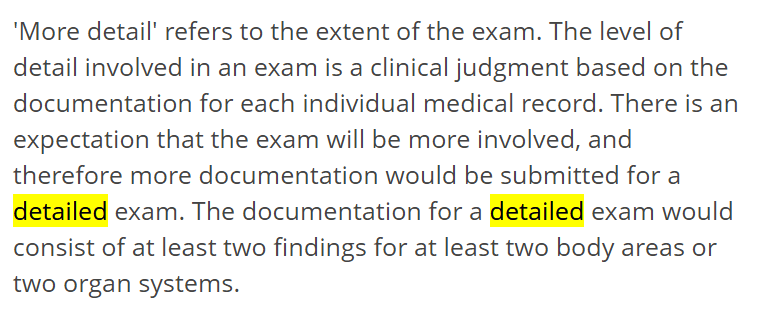 'More detail' refers to the extent of the exam. The level of
detail involved in an exam is a clinical judgment based on the
documentation for each individual medical record. There is an
expectation that the exam will be more involved, and
therefore more documentation would be submitted for a
detailed exam. The documentation for a detailed exam would
consist of at least two findings for at least two body areas or
two organ systems.